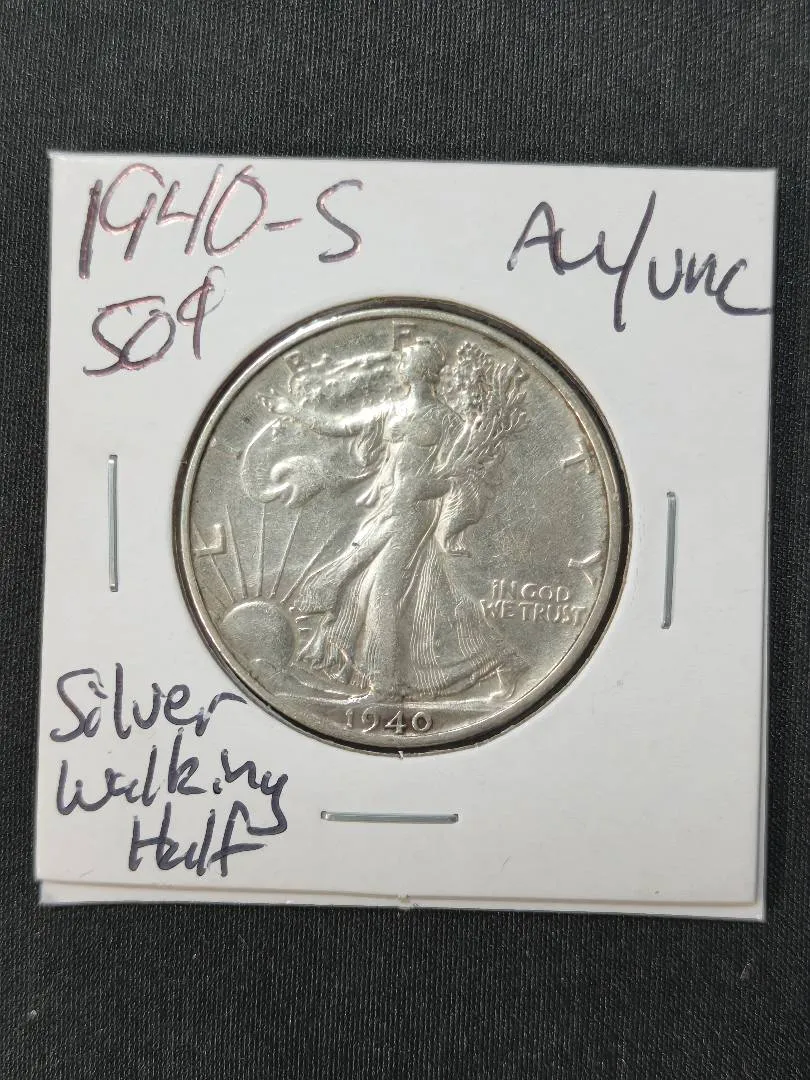 1940-S
AU/UNC
50¢
LIBERTY
IN GOD
WE TRUST
1940
Silver
Walking
Half